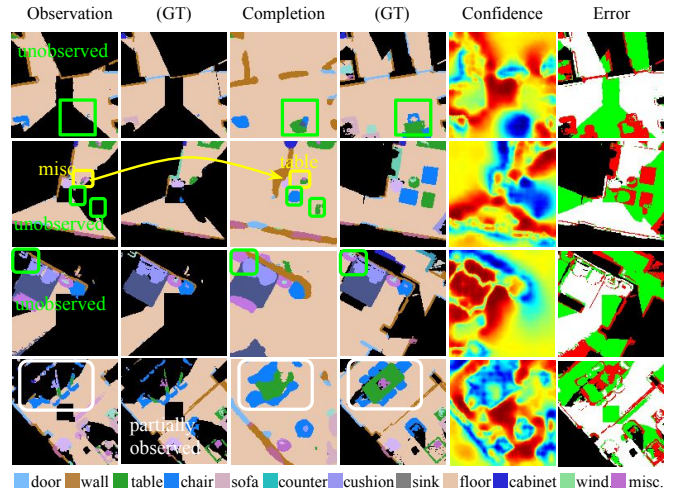 Observation (GT) Completion (GT) Confidence Error
unobserved
misc table
unobserved
unobserved
partially
observed
door wall table chair sofa counter cushion sink floor cabinet wind misc.